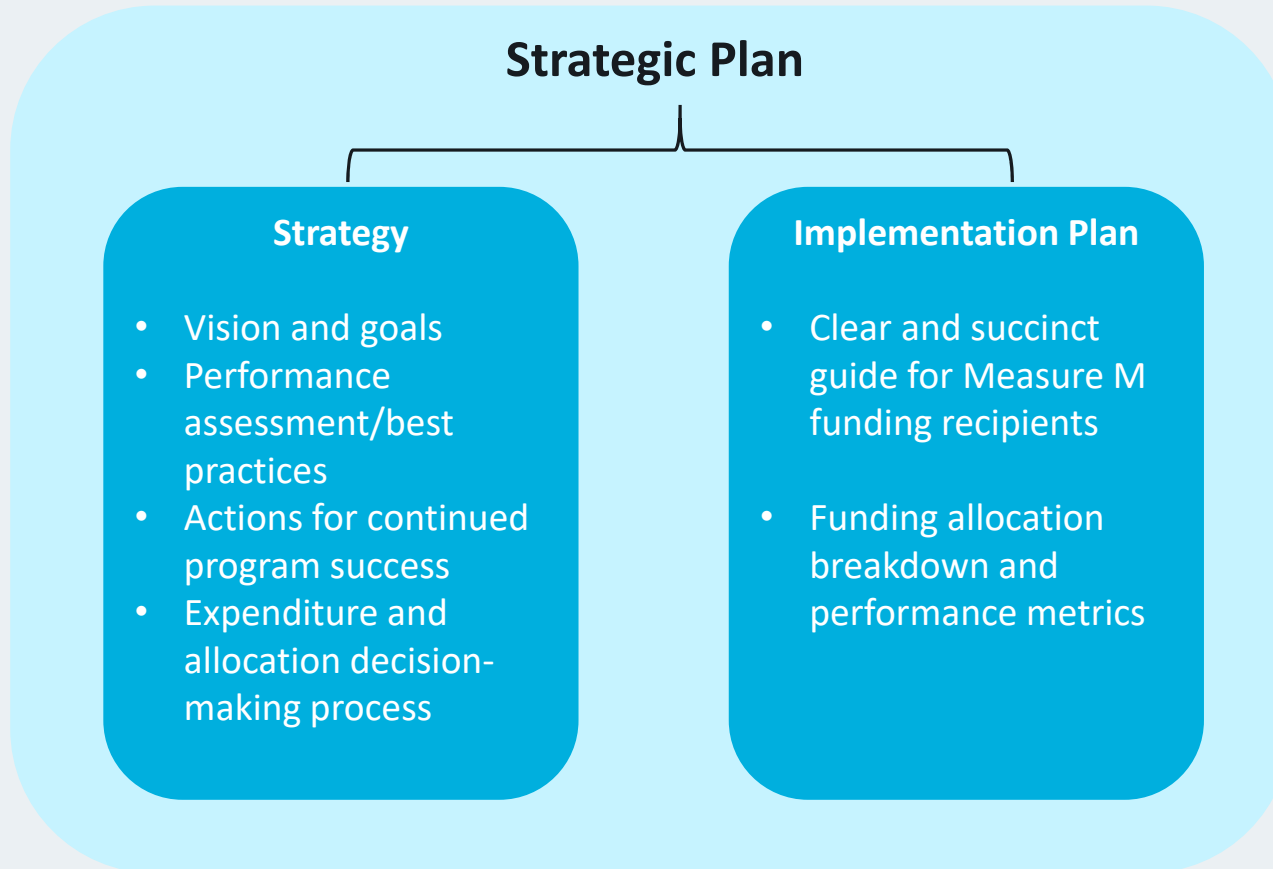 Strategic Plan
Strategy
• Vision and goals
• Performance
assessment/best
practices
• Actions for continued
program success
• Expenditure and
allocation decision-
making process
Implementation Plan
• Clear and succinct
guide for Measure M
funding recipients
• Funding allocation
breakdown and
performance metrics